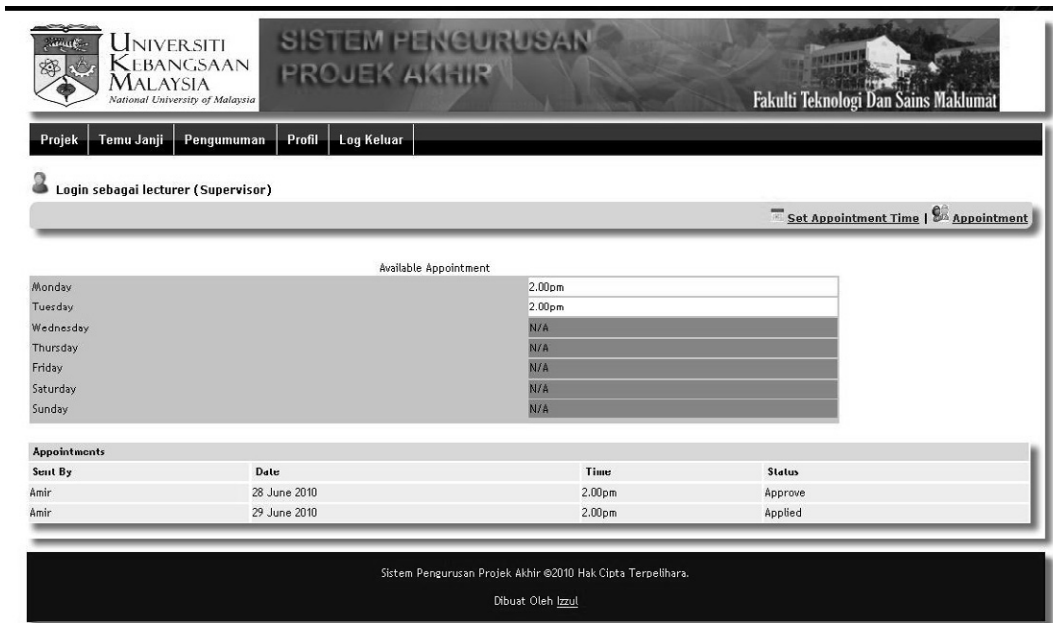 UNIVERSITI
KEBANGSAAN
MALAYSIA
National University of Malaysia
SISTEM PENGURUSAN
PROJEK AKHIR
Fakulti Teknologi Dan Sains Maklumat
Projek Temu Janji Pengumuman Profil Log Keluar
Login sebagai lecturer (Supervisor)
Set Appointment Time | Appointment
Available Appointment
Monday 2.00pm
Tuesday 2.00pm
Wednesday N/A
Thursday N/A
Friday N/A
Saturday N/A
Sunday N/A
Appointments
Sent By Date Time Status
Amir 28 June 2010 2.00pm Approve
Amir 29 June 2010 2.00pm Applied
Sistem Pengurusan Projek Akhir ©2010 Hak Cipta Terpelihara.
Dibuat Oleh Izzul